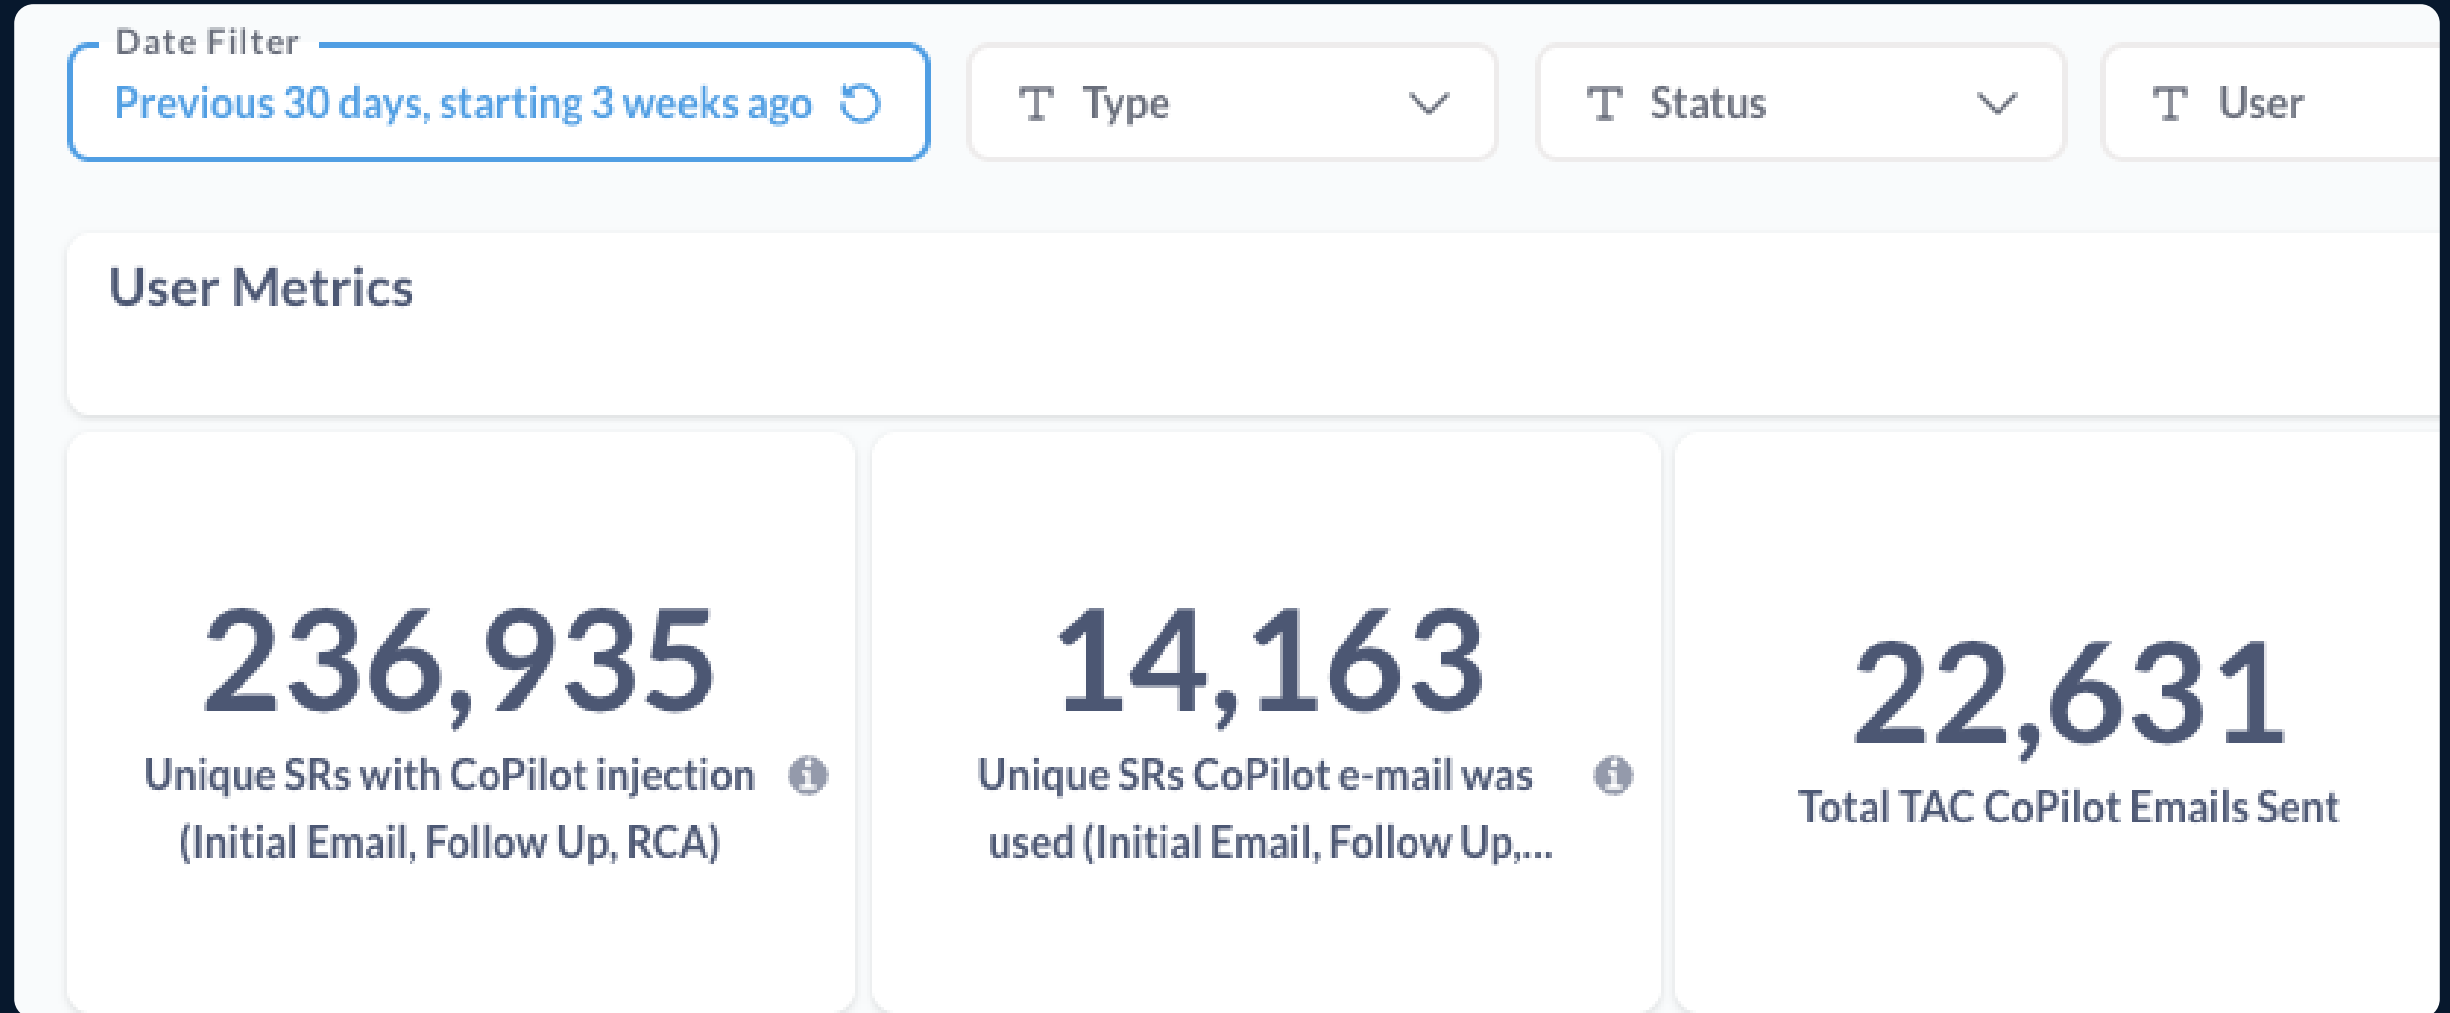 Date Filter
Previous 30 days, starting 3 weeks ago
T Type
T Status
T User
User Metrics
236,935
Unique SRs with CoPilot injection
(Initial Email, Follow Up, RCA)
14,163
Unique SRs CoPilot e-mail was
used (Initial Email, Follow Up,...
22,631
Total TAC CoPilot Emails Sent